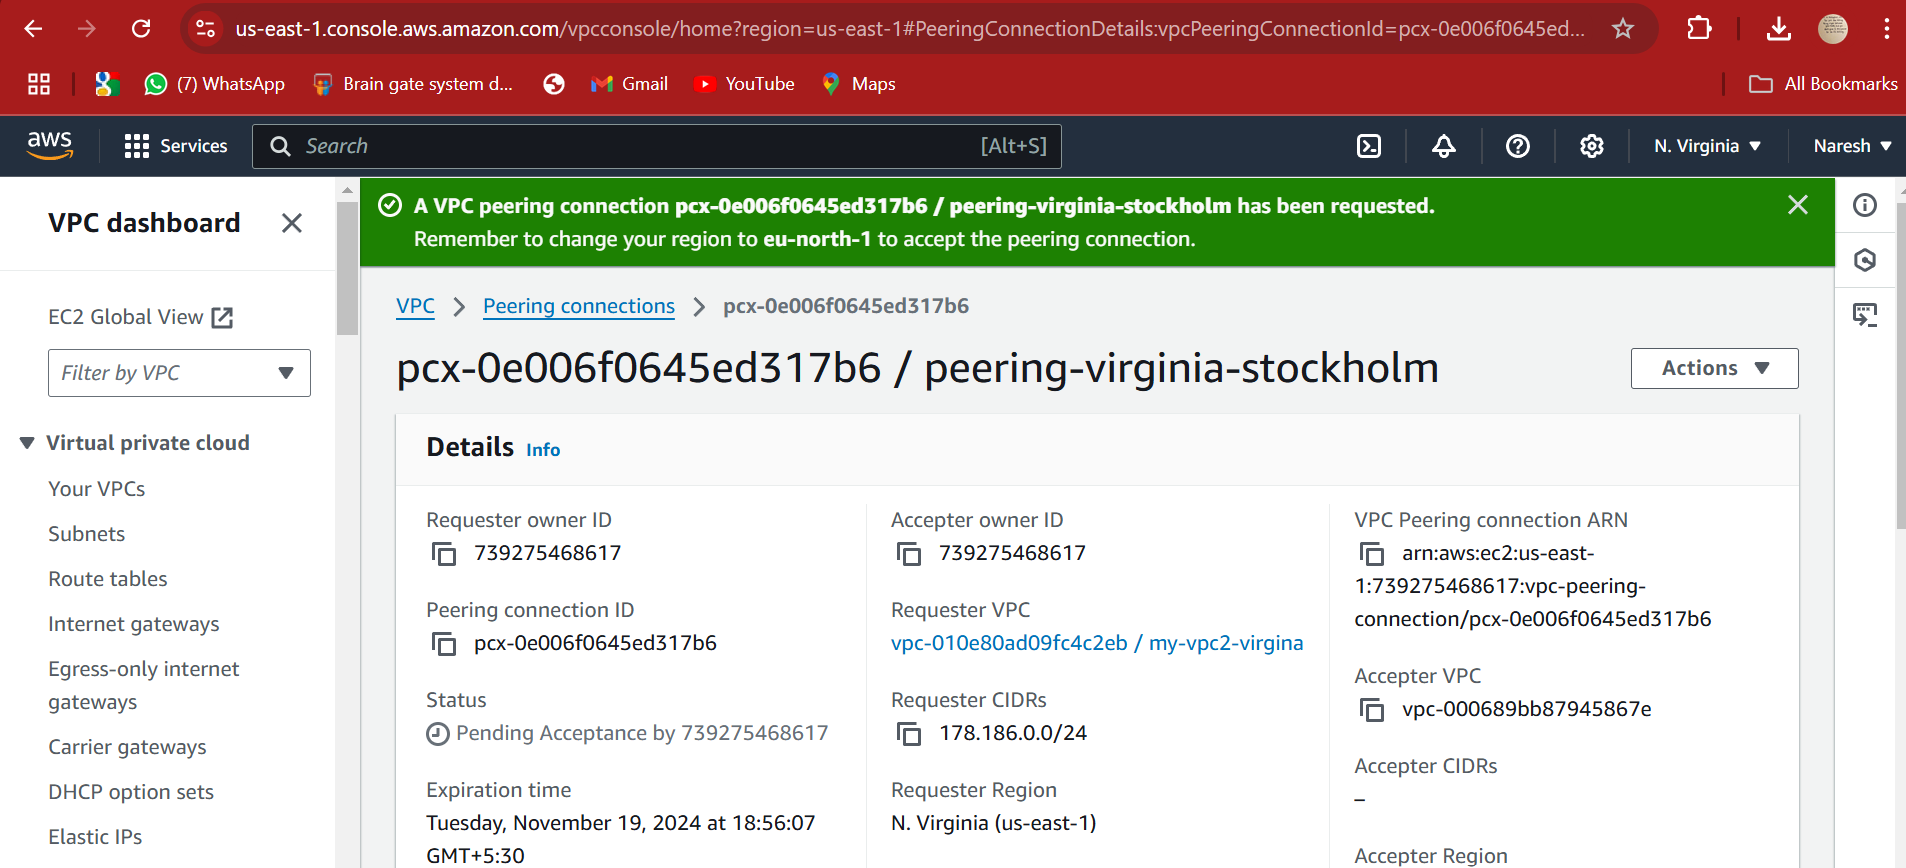 us-east-1.console.aws.amazon.com/vpcconsole/home?region=us-east-1#PeeringConnectionDetails:vpcPeeringConnectionId=pcx-0e006f0645ed...
(7) WhatsApp
Brain gate system d...
Gmail
YouTube
Maps
All Bookmarks
aws
Services
Search
[Alt+S]
N. Virginia
Naresh
VPC dashboard
EC2 Global View
Filter by VPC
Virtual private cloud
Your VPCs
Subnets
Route tables
Internet gateways
Egress-only internet
gateways
Carrier gateways
DHCP option sets
Elastic IPs
A VPC peering connection pcx-0e006f0645ed317b6 / peering-virginia-stockholm has been requested.
Remember to change your region to eu-north-1 to accept the peering connection.
VPC > Peering connections > pcx-0e006f0645ed317b6
pcx-0e006f0645ed317b6 / peering-virginia-stockholm
Actions
Details Info
Requester owner ID
739275468617
Peering connection ID
pcx-0e006f0645ed317b6
Status
Pending Acceptance by 739275468617
Expiration time
Tuesday, November 19, 2024 at 18:56:07
GMT+5:30
Accepter owner ID
739275468617
Requester VPC
vpc-010e80ad09fc4c2eb / my-vpc2-virgina
Requester CIDRs
178.186.0.0/24
Requester Region
N. Virginia (us-east-1)
VPC Peering connection ARN
arn:aws:ec2:us-east-
1:739275468617:vpc-peering-
connection/pcx-0e006f0645ed317b6
Accepter VPC
vpc-000689bb87945867e
Accepter CIDRs
–
Accepter Region